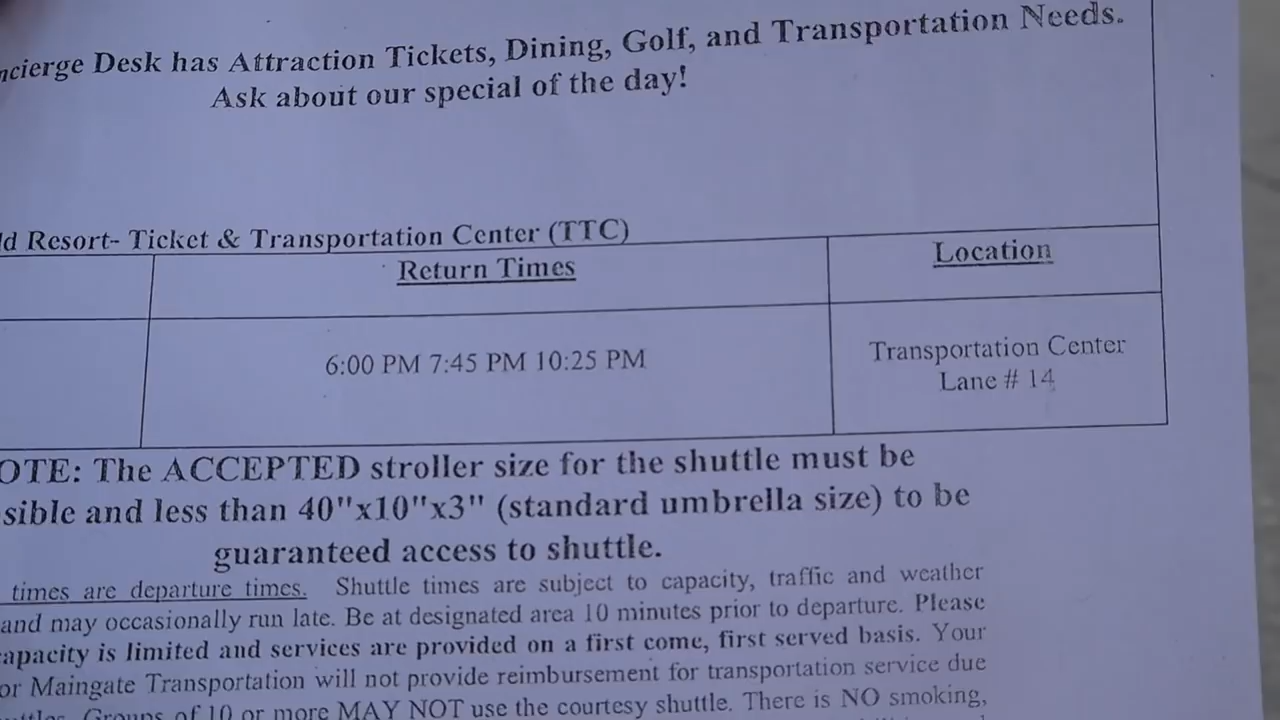 Desk has Attraction Tickets, Dining, Golf, and Transportation Needs.
Ask about our special of the day!
Resort- Ticket & Transportation Center (TTC)
Return Times
Location
6:00 PM 7:45 PM 10:25 PM
Transportation Center
Lane # 14
OTE: The ACCEPTED stroller size for the shuttle must be
sible and less than 40"x10"x3" (standard umbrella size) to be
guaranteed access to shuttle.
times are departure times. Shuttle times are subject to capacity, traffic and weather
and may occasionally run late. Be at designated area 10 minutes prior to departure. Please
apacity is limited and services are provided on a first come, first served basis. Your
or Maingate Transportation will not provide reimbursement for transportation service due
Groups of 10 or more MAY NOT use the courtesy shuttle. There is NO smoking,